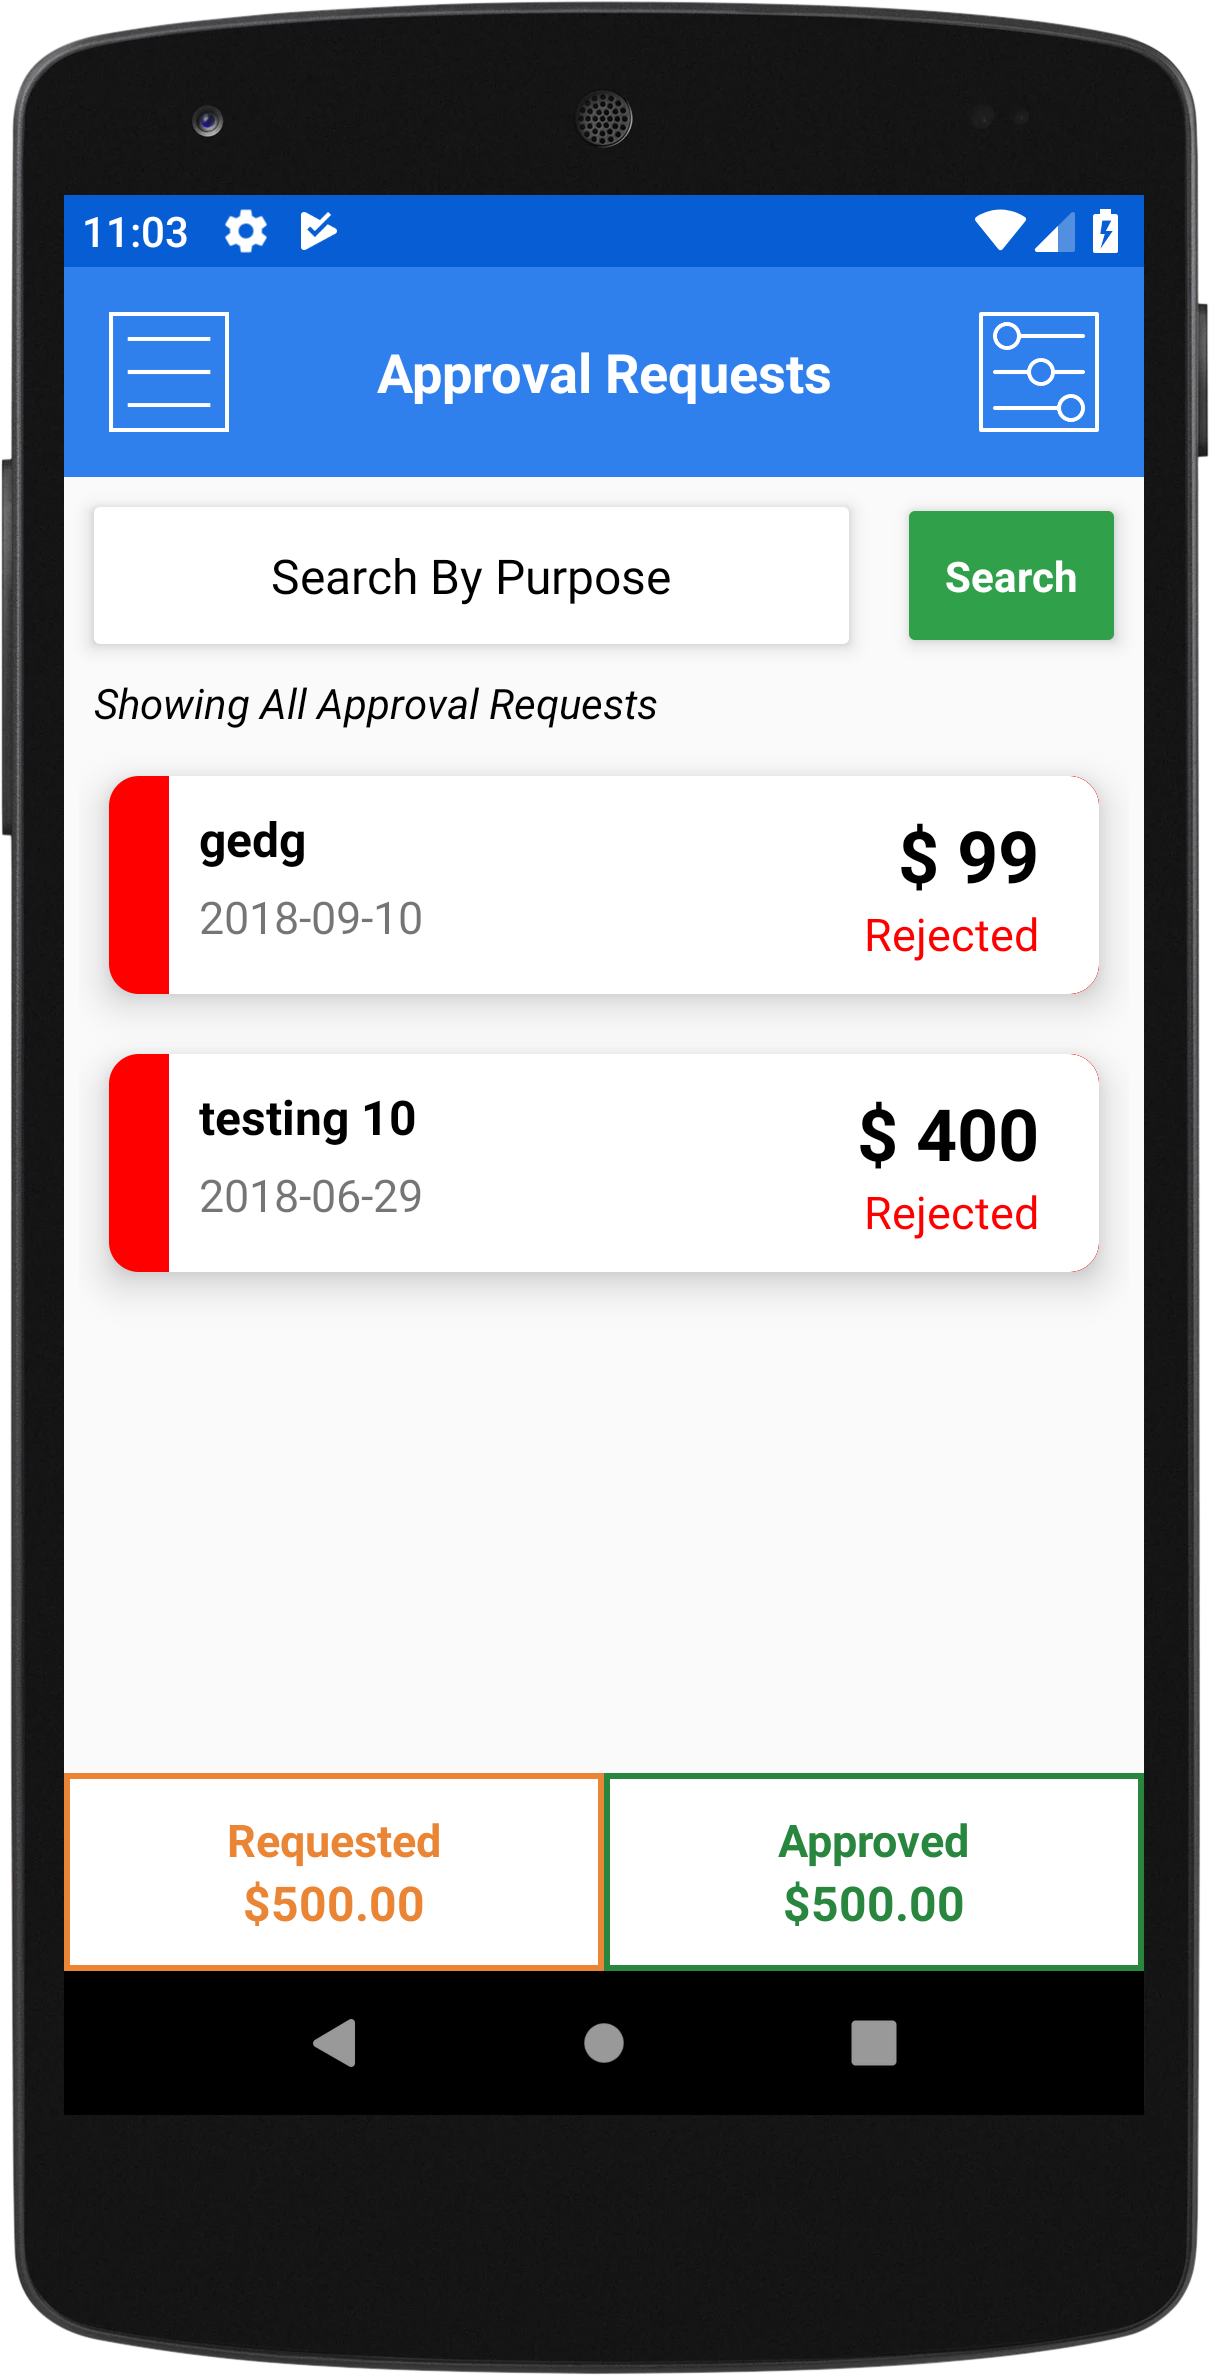 11:03
Approval Requests
Search By Purpose
Search
Showing All Approval Requests
gedg
$ 99
2018-09-10
Rejected
testing 10
$ 400
2018-06-29
Rejected
Requested
Approved
$500.00
$500.00